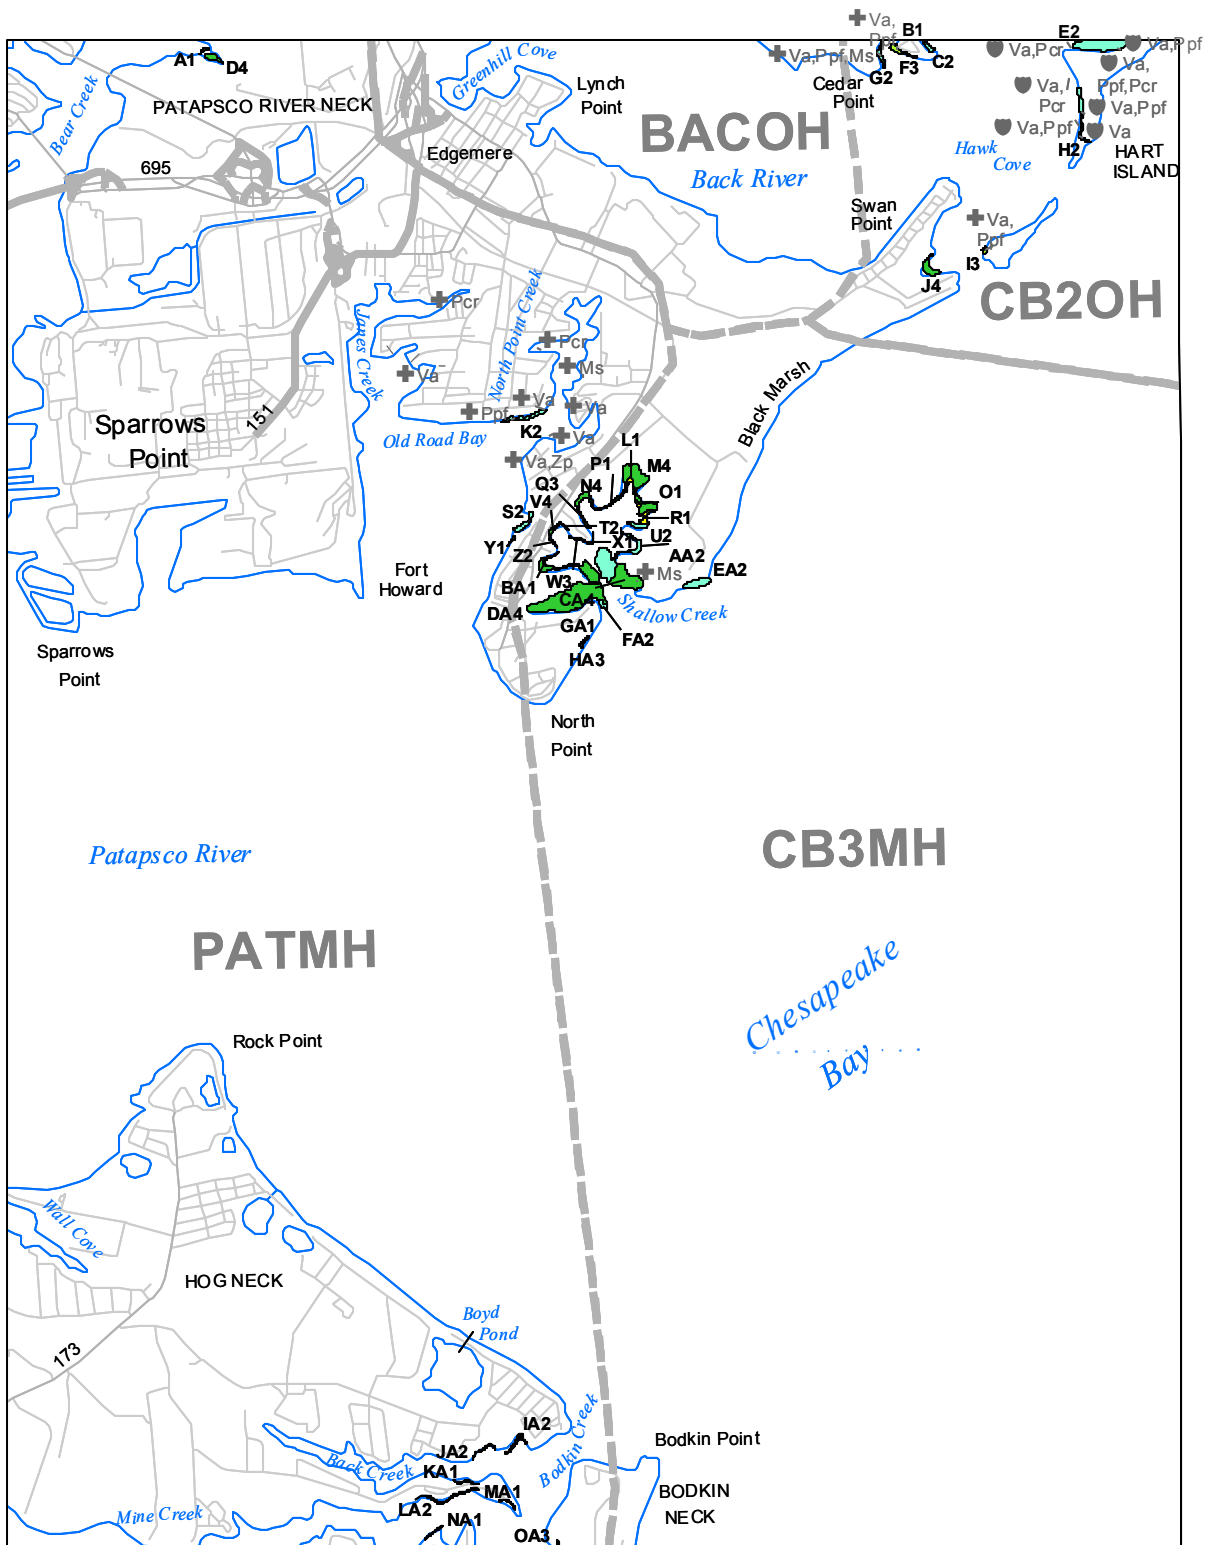 Va,
Ppf
B1
E2
Va,Ppf
A1
D4
Greenhill Cove
Va,Ppf,Ms
G2
F3
C2
Va,Pcr
Va,
Ppf,Pcr
Bear Creek
PATAPSCO RIVER NECK
Lynch
Point
Cedar
Point
Va,
Pcr
Va,Ppf
BACOH
Va,Ppf
Va
Edgemere
Hawk
Cove
H2
HART
ISLAND
695
Back River
Swan
Point
Va,
Ppf
I3
J4
CB2OH
Pcr
James Creek
North Point Creek
Pcr
Ms
Va
Va
Va
Ppf
K2
Va
Black Marsh
Sparrows
Point
151
Old Road Bay
Va,Zp
L1
P1
M4
Q3
N4
O1
V4
S2
R1
T2
U2
Y1
Z2
X1
AA2
Fort
Howard
BA1
W3
Ms
EA2
CA4
DA4
Shallow Creek
GA1
FA2
HA3
Sparrows
Point
North
Point
Patapsco River
CB3MH
PATMH
Chesapeake
Bay
Rock Point
Wall Cove
HOG NECK
173
Boyd
Pond
IA2
Bodkin Creek
Bodkin Point
JA2
Back Creek
KA1
MA1
BODKIN
NECK
LA2
Mine Creek
NA1
OA3